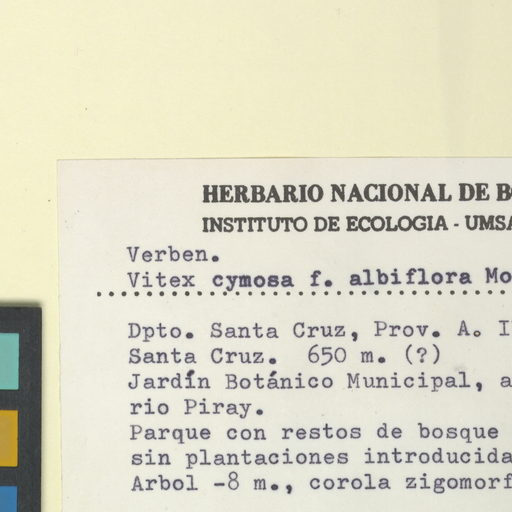 HERBARIO NACIONAL DE B
INSTITUTO DE ECOLOGIA - UMSA
Verben.
Vitex cymosa f. albiflora Mo
Dpto. Santa Cruz, Prov. A. I
Santa Cruz. 650 m. (?)
Jardín Botánico Municipal, a
rio Piray.
Parque con restos de bosque
sin plantaciones introducida
Arbol -8 m., corola zigomorf